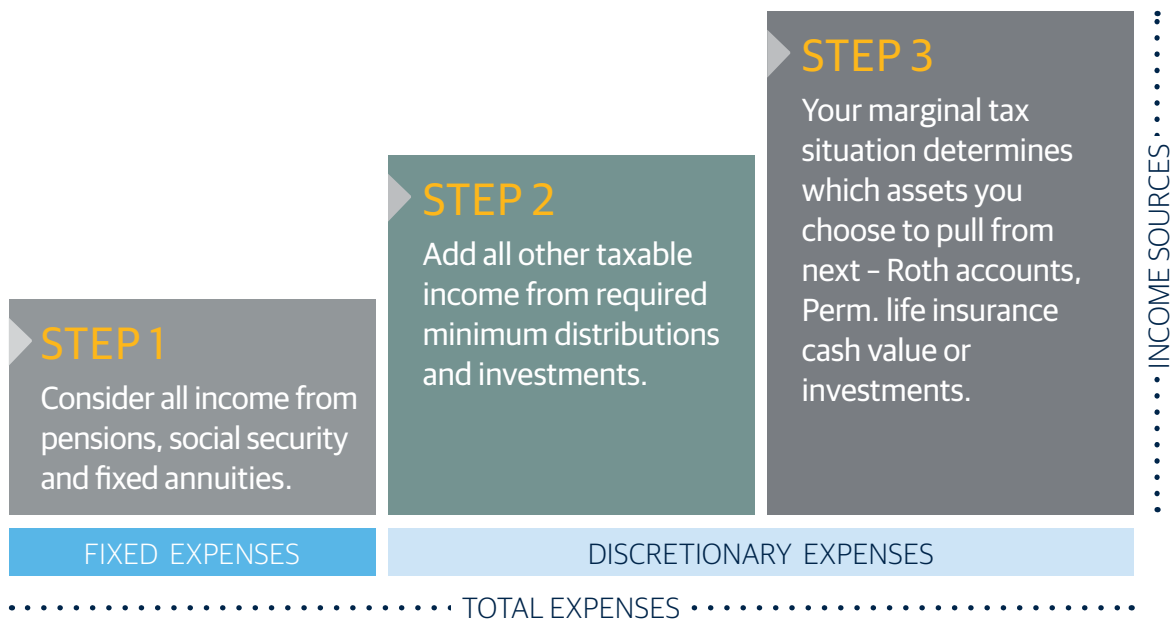 STEP 1
Consider all income from
pensions, social security
and fixed annuities.
STEP 2
Add all other taxable
income from required
minimum distributions
and investments.
STEP 3
Your marginal tax
situation determines
which assets you
choose to pull from
next – Roth accounts,
Perm. life insurance
cash value or
investments.
INCOME SOURCES
FIXED EXPENSES
DISCRETIONARY EXPENSES
TOTAL EXPENSES